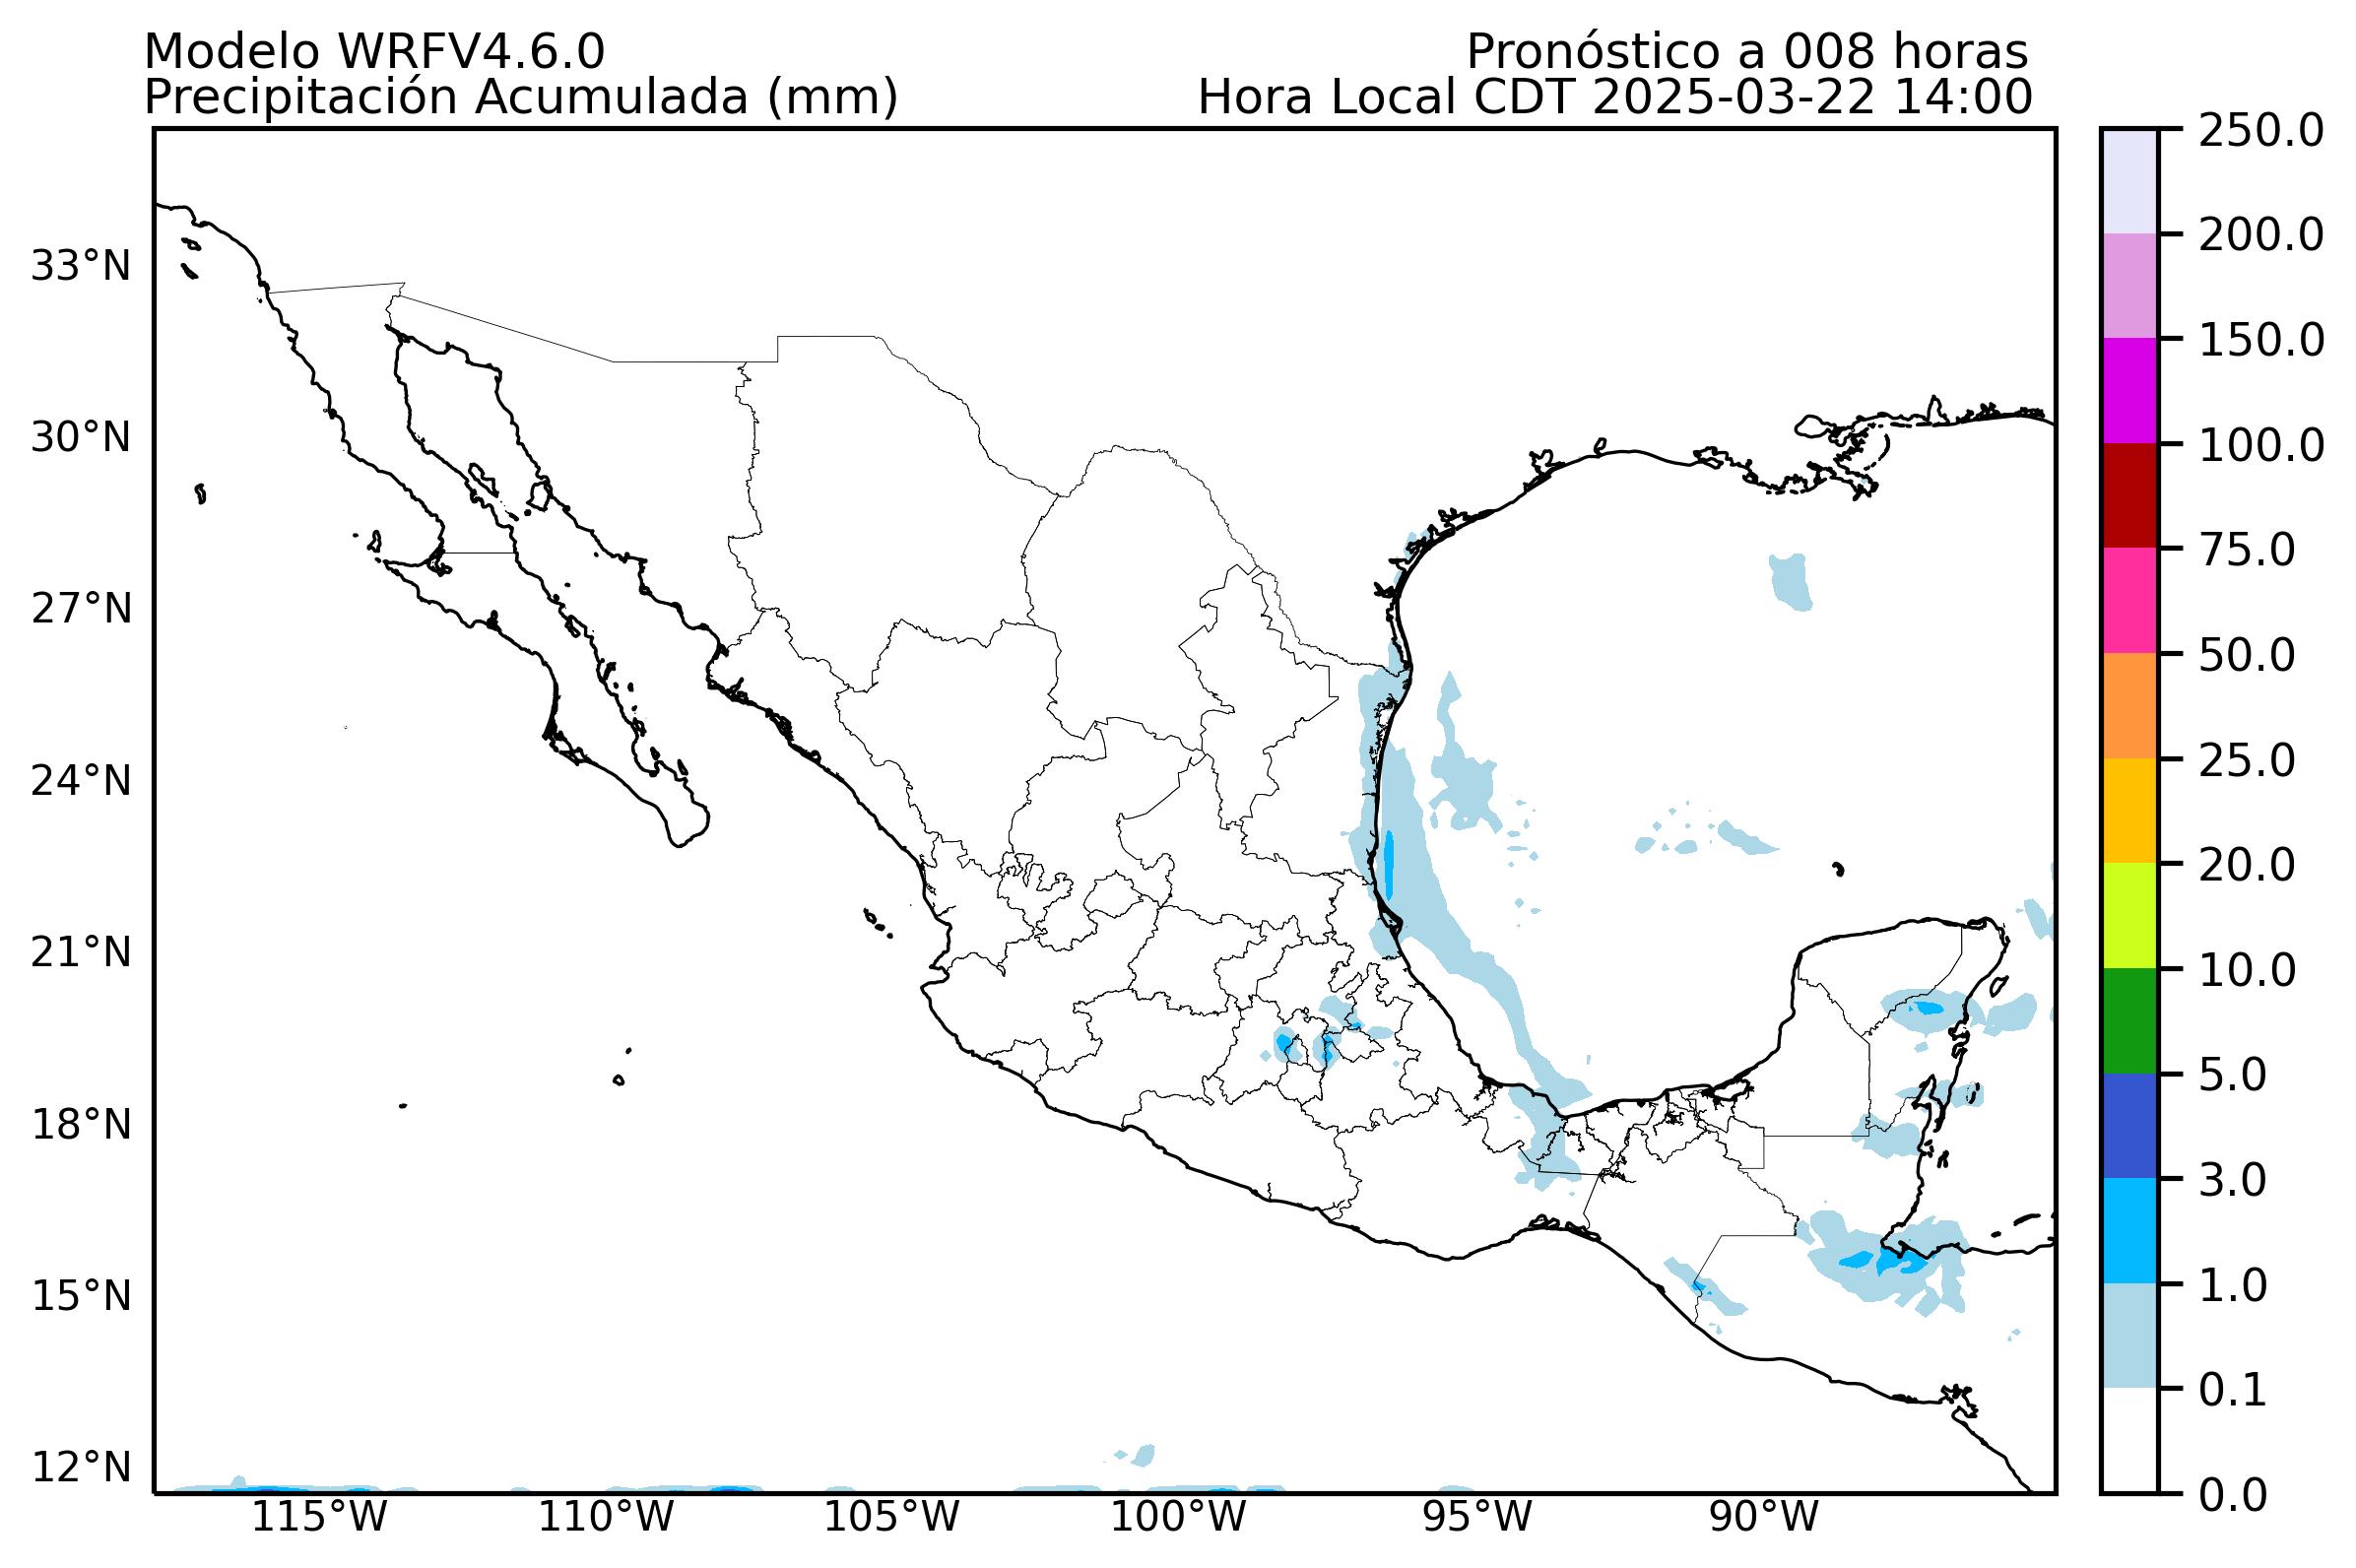 Modelo WRFV4.6.0
Pronóstico a 008 horas
Precipitación Acumulada (mm)
Hora Local CDT 2025-03-22 14:00
33°N
30°N
27°N
24°N
21°N
18°N
15°N
12°N
115°W
110°W
105°W
100°W
95°W
90°W
250.0
200.0
150.0
100.0
75.0
50.0
25.0
20.0
10.0
5.0
3.0
1.0
0.1
0.0